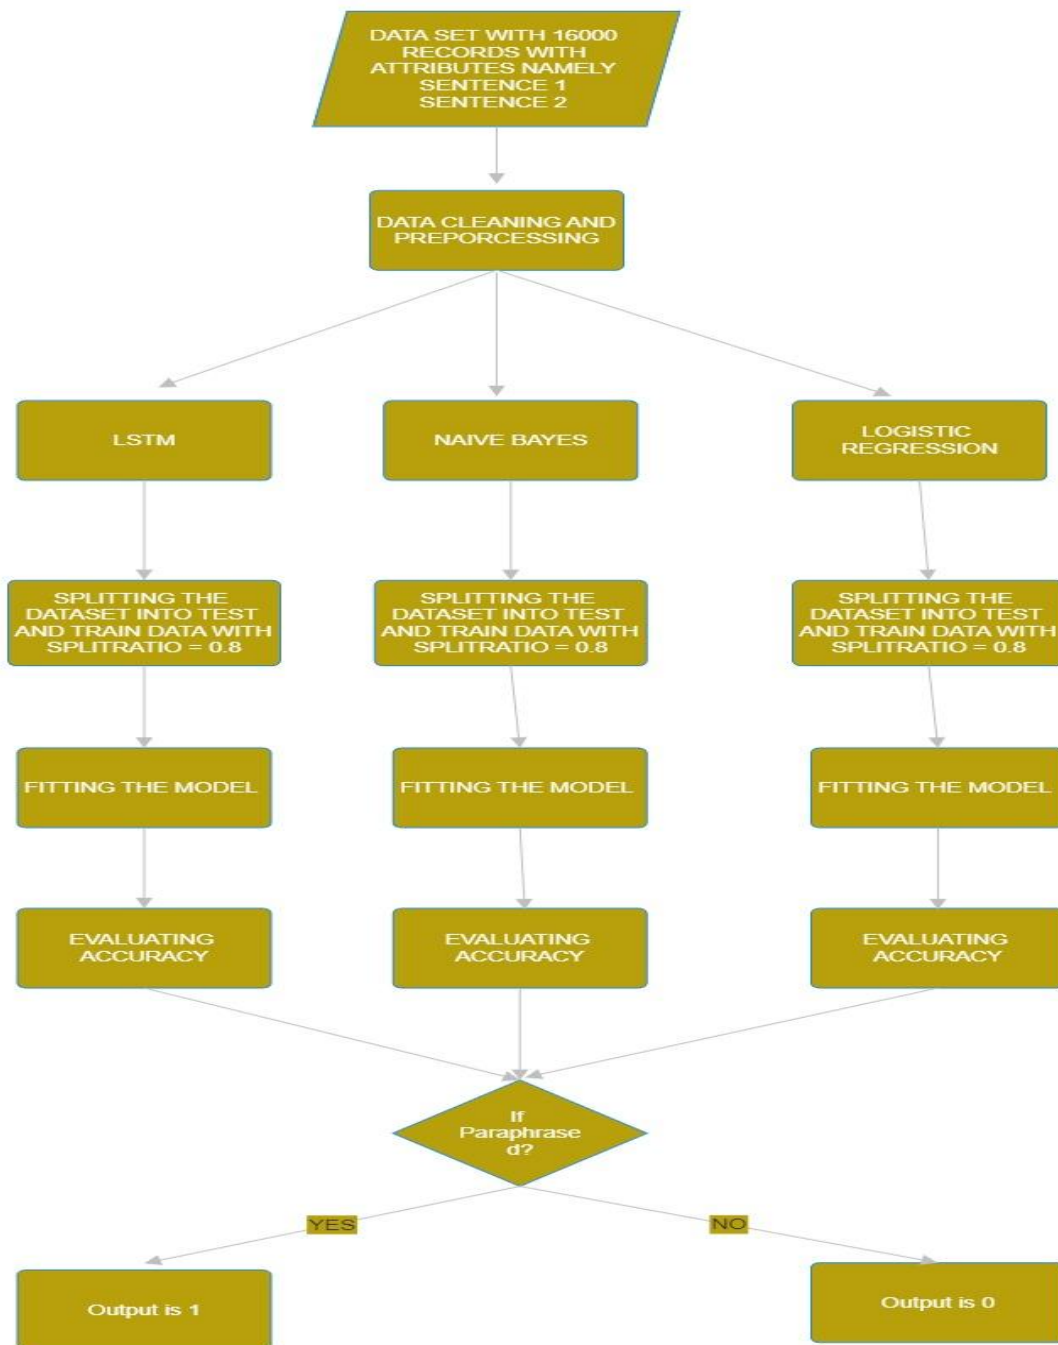 DATA SET WITH 16000
RECORDS WITH
ATTRIBUTES NAMELY
SENTENCE 1
SENTENCE 2
DATA CLEANING AND
PREPORCESSING
LSTM
NAIVE BAYES
LOGISTIC
REGRESSION
SPLITTING THE
DATASET INTO TEST
AND TRAIN DATA WITH
SPLITRATIO = 0.8
SPLITTING THE
DATASET INTO TEST
AND TRAIN DATA WITH
SPLITRATIO = 0.8
SPLITTING THE
DATASET INTO TEST
AND TRAIN DATA WITH
SPLITRATIO = 0.8
FITTING THE MODEL
FITTING THE MODEL
FITTING THE MODEL
EVALUATING
ACCURACY
EVALUATING
ACCURACY
EVALUATING
ACCURACY
If
Paraphrase
d?
YES
NO
Output is 1
Output is 0